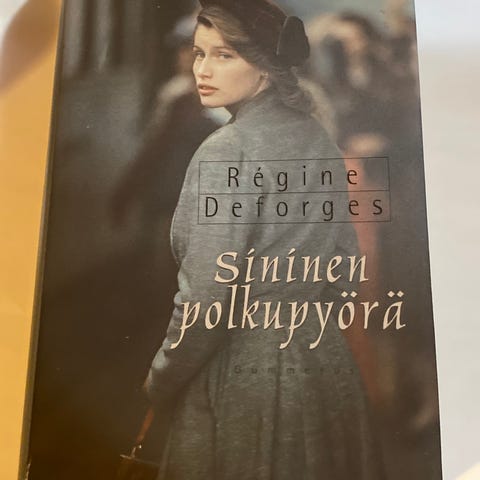 Régine
Deforges
Sininen
polkupyörä
Gummerus